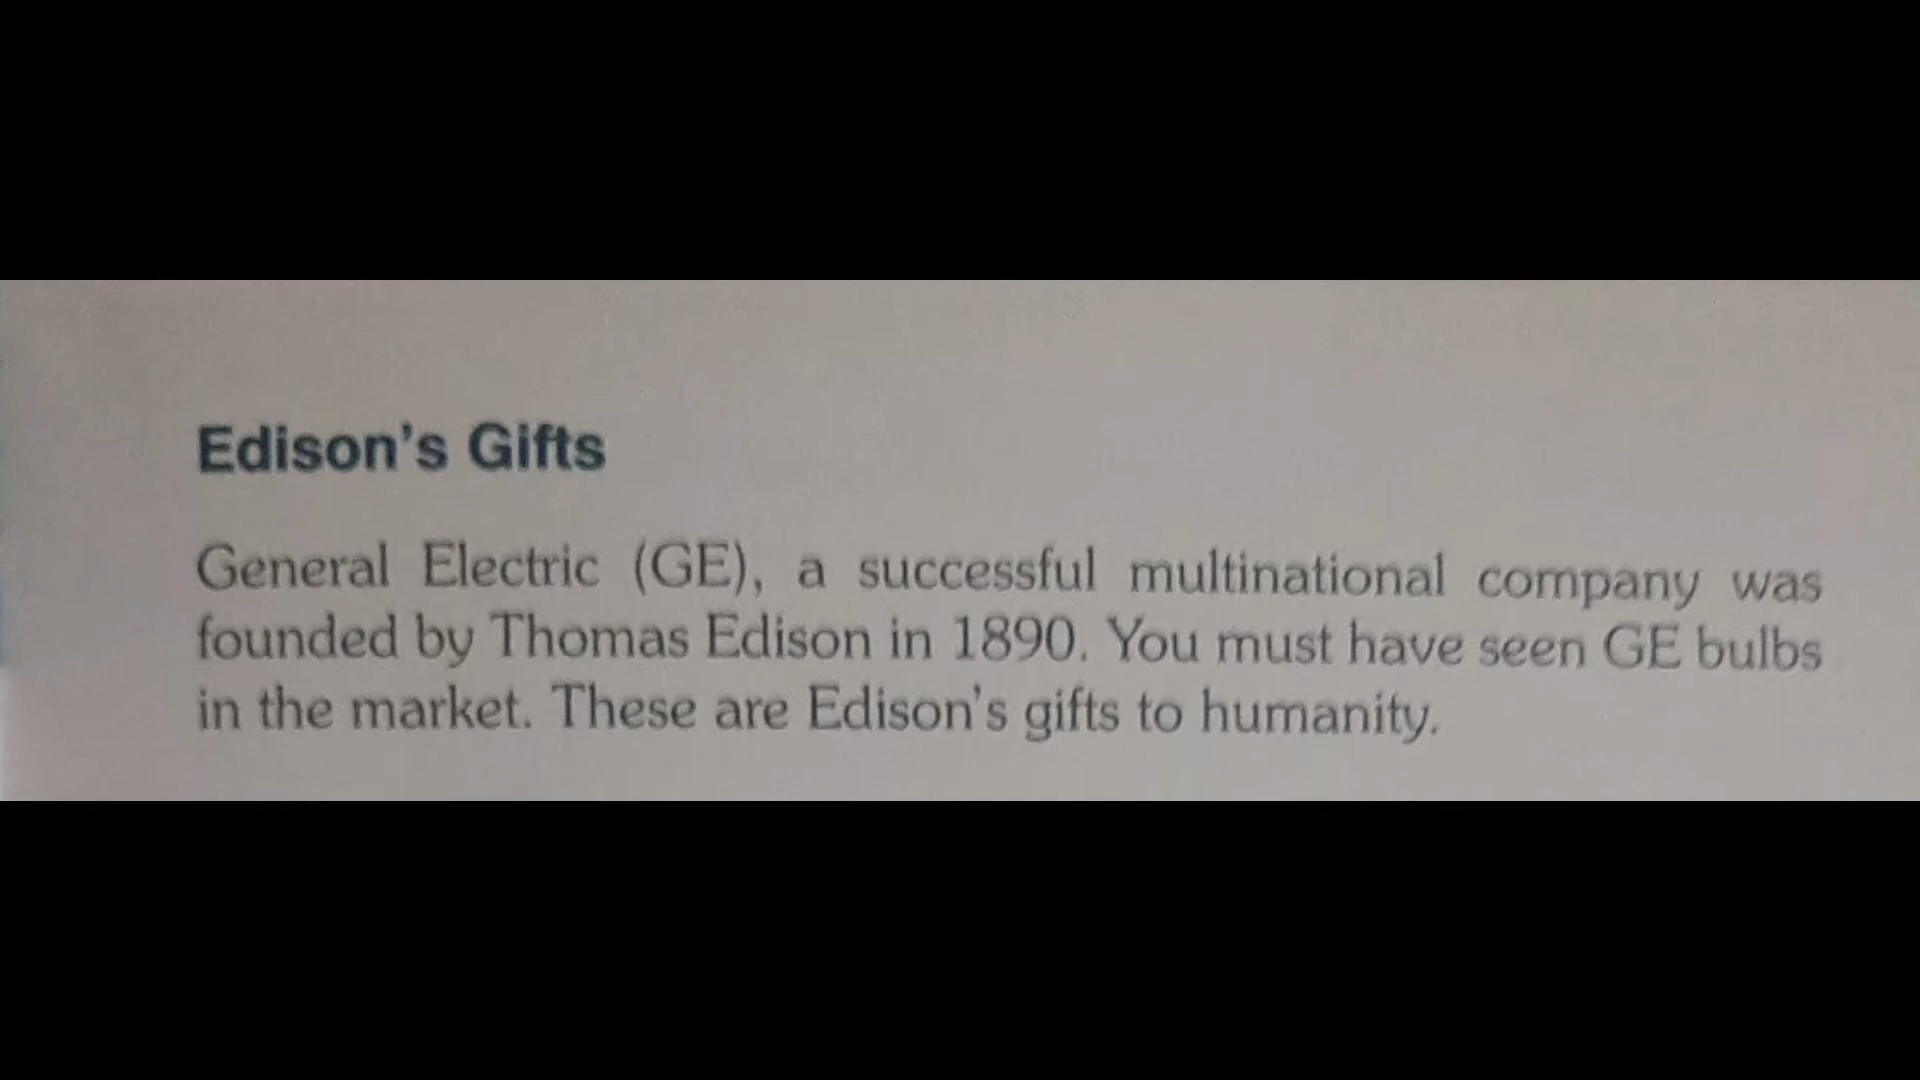 Edison's Gifts
General Electric (GE), a successful multinational company was
founded by Thomas Edison in 1890. You must have seen GE bulbs
in the market. These are Edison's gifts to humanity.